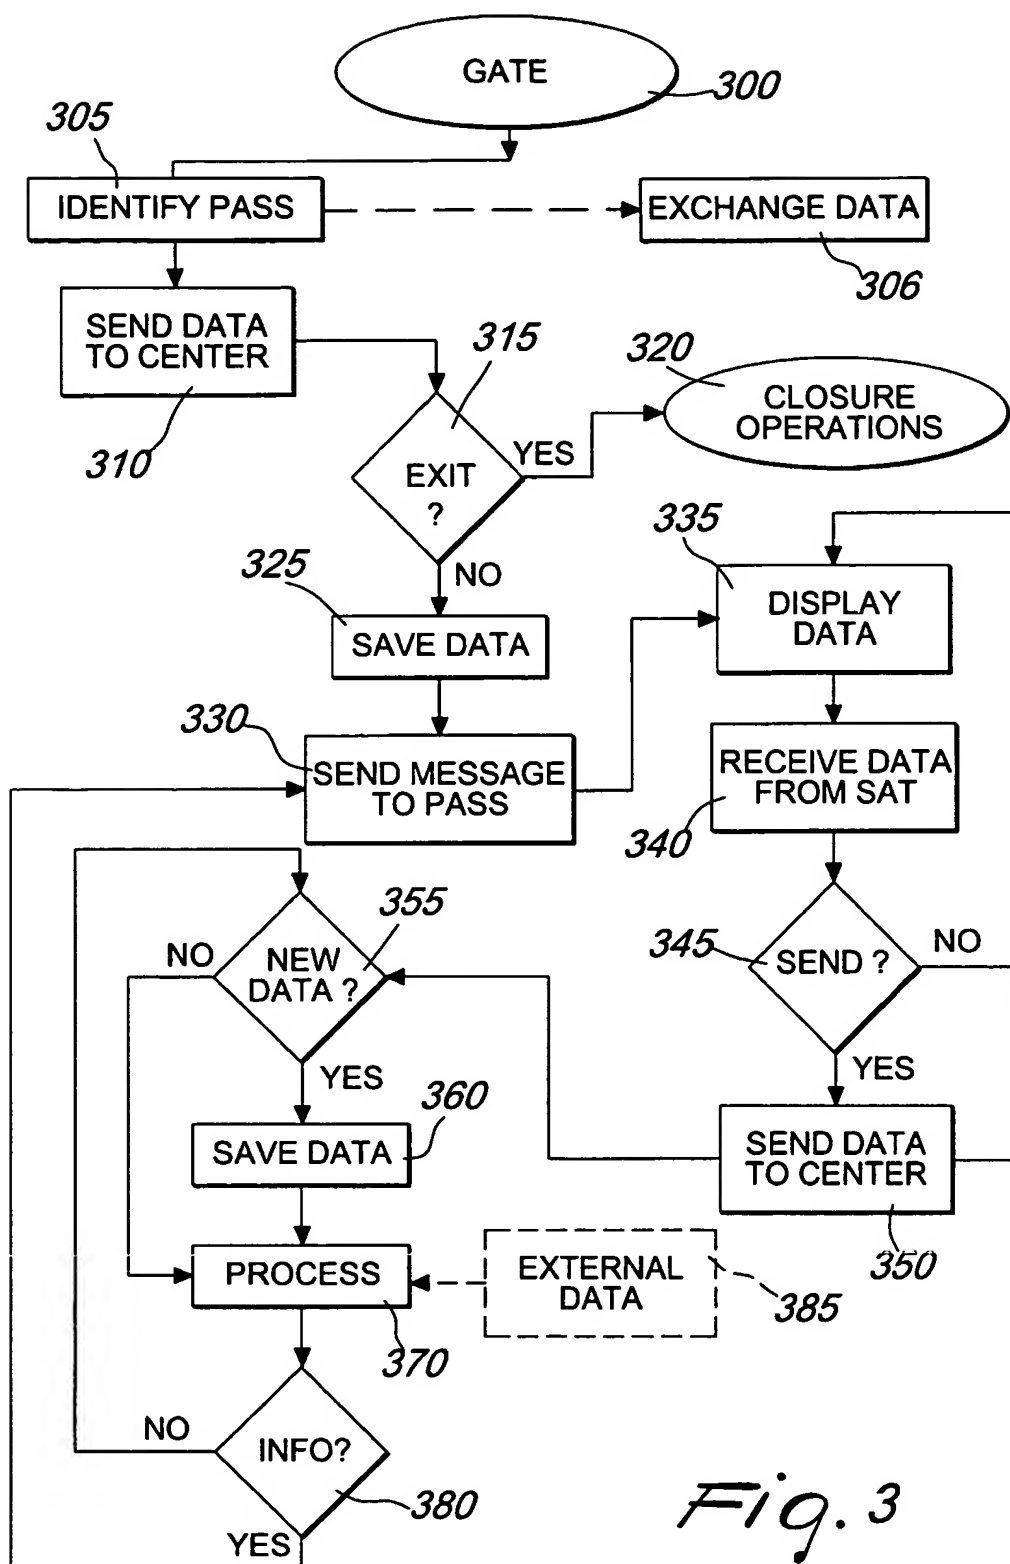 GATE
300
305
IDENTIFY PASS
EXCHANGE DATA
306
SEND DATA
TO CENTER
310
315
EXIT
?
YES
NO
320
CLOSURE
OPERATIONS
325
SAVE DATA
335
DISPLAY
DATA
330
SEND MESSAGE
TO PASS
RECEIVE DATA
FROM SAT
340
355
NEW
DATA ?
NO
YES
345
SEND ?
NO
YES
360
SAVE DATA
SEND DATA
TO CENTER
350
PROCESS
370
EXTERNAL
DATA
385
INFO?
NO
380
YES
Fig. 3